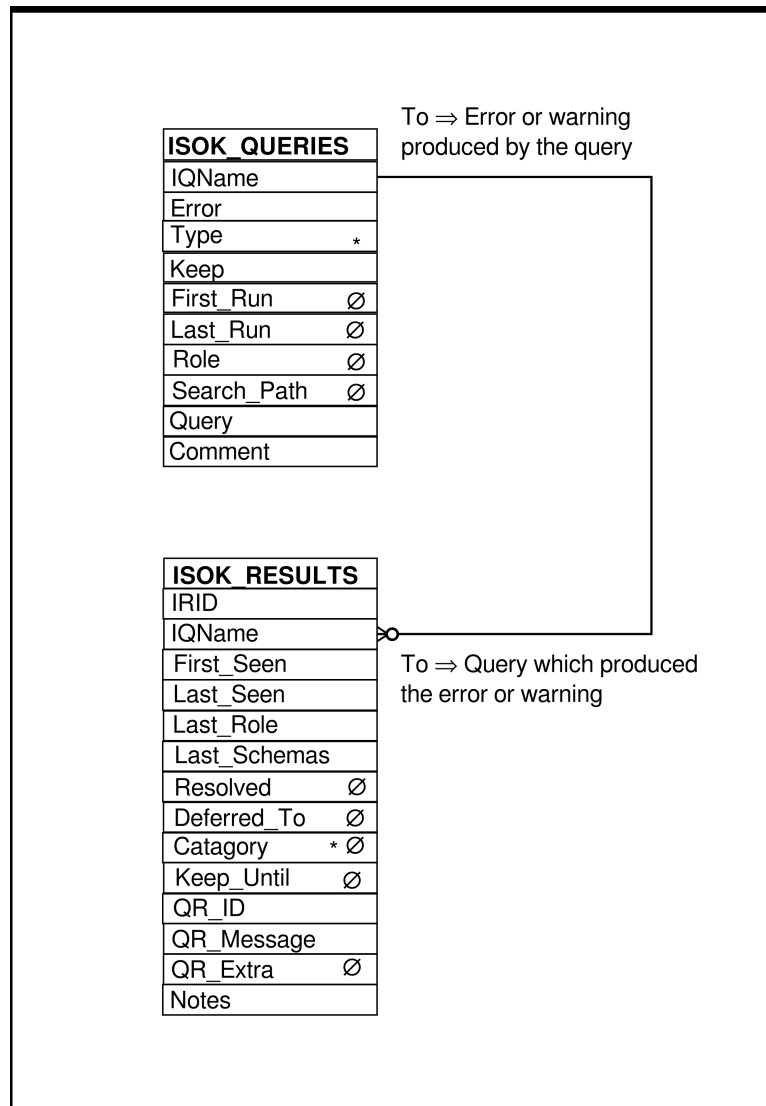 To ⇒ Error or warning
produced by the query
ISOK_QUERIES
IQName
Error
Type *
Keep
First_Run ∅
Last_Run ∅
Role ∅
Search_Path ∅
Query
Comment
ISOK_RESULTS
IRID
IQName
First_Seen
Last_Seen
Last_Role
Last_Schemas
Resolved ∅
Deferred_To ∅
Catagory * ∅
Keep_Until ∅
QR_ID
QR_Message
QR_Extra ∅
Notes
To ⇒ Query which produced
the error or warning